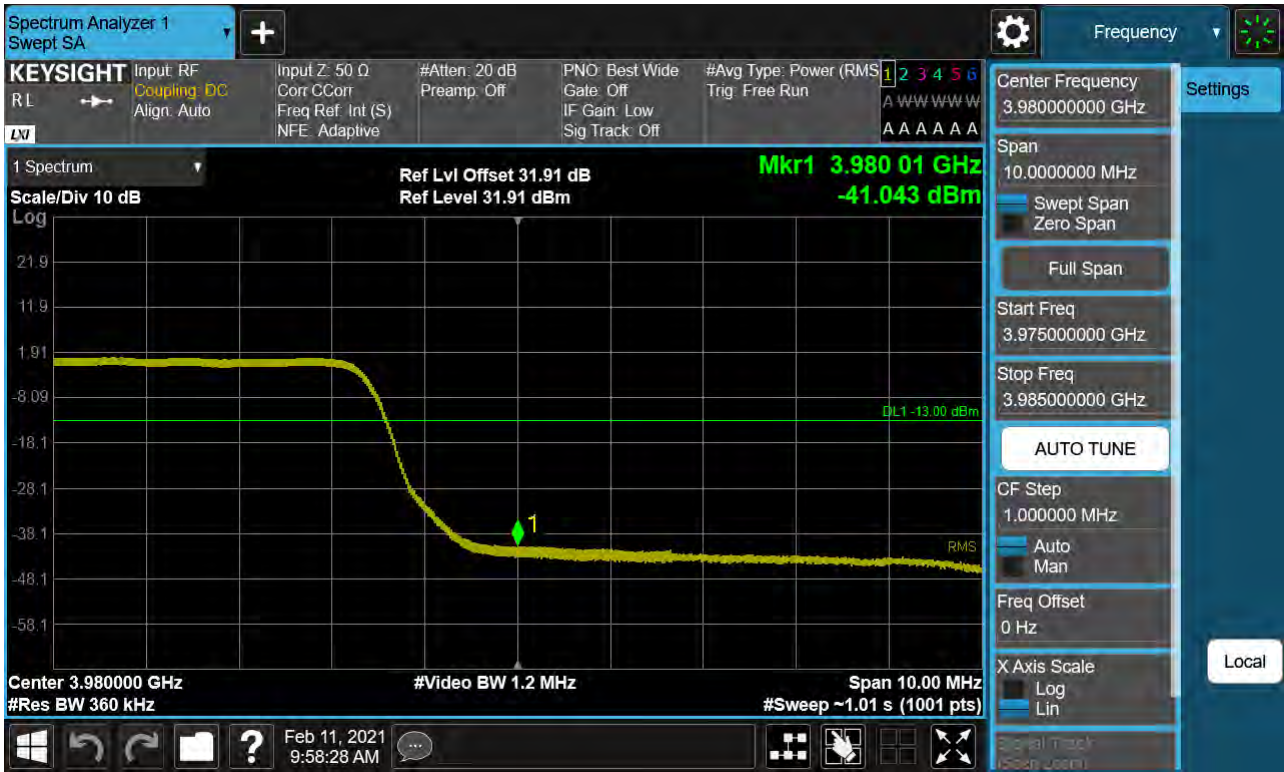 Spectrum Analyzer 1
Swept SA
+
Frequency
KEYSIGHT
RL
LXI
Input: RF
Coupling: DC
Align: Auto
Input Z: 50 Ω
Corr CCorr
Freq Ref: Int (S)
NFE: Adaptive
#Atten: 20 dB
Preamp: Off
PNO: Best Wide
Gate: Off
IF Gain: Low
Sig Track: Off
#Avg Type: Power (RMS
Trig: Free Run
1 2 3 4 5 6
A W W W W W
A A A A A A
1 Spectrum
Scale/Div 10 dB
Log
Ref Lvl Offset 31.91 dB
Ref Level 31.91 dBm
Mkr1 3.980 01 GHz
-41.043 dBm
21.9
11.9
1.91
-8.09
DL1 -13.00 dBm
-18.1
-28.1
1
-38.1
RMS
-48.1
-58.1
Center 3.980000 GHz
#Video BW 1.2 MHz
Span 10.00 MHz
#Res BW 360 kHz
#Sweep ~1.01 s (1001 pts)
Feb 11, 2021
9:58:28 AM
?
Center Frequency
3.980000000 GHz
Settings
Span
10.0000000 MHz
Swept Span
Zero Span
Full Span
Start Freq
3.975000000 GHz
Stop Freq
3.985000000 GHz
AUTO TUNE
CF Step
1.000000 MHz
Auto
Man
Freq Offset
0 Hz
X Axis Scale
Log
Lin
Local
Signal Track
(Span Zoom)